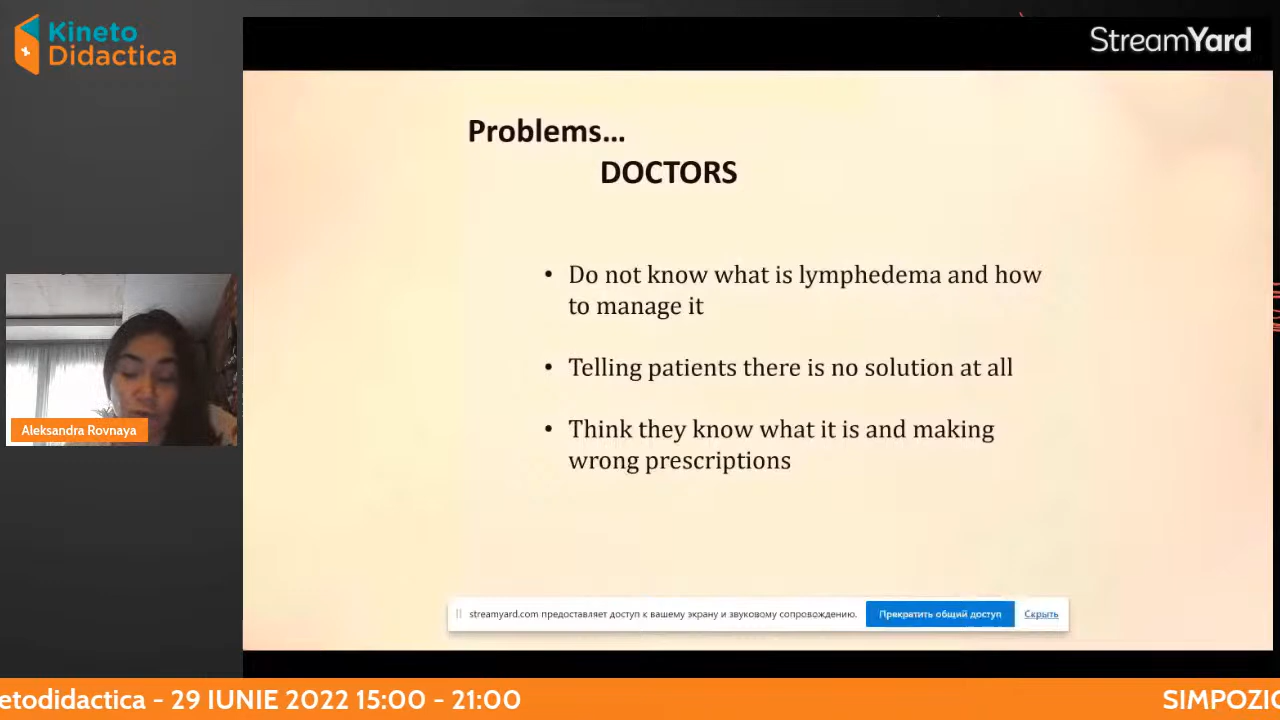 Kineto
Didactica
StreamYard
Problems...
DOCTORS
• Do not know what is lymphedema and how
to manage it
• Telling patients there is no solution at all
• Think they know what it is and making
wrong prescriptions
Aleksandra Rovnaya
streamyard.com предоставляет доступ к вашему экрану и звуковому сопровождению.
Прекратить общий доступ
Скрыть
etodidactica - 29 IUNIE 2022 15:00 - 21:00
SIMPOZIO